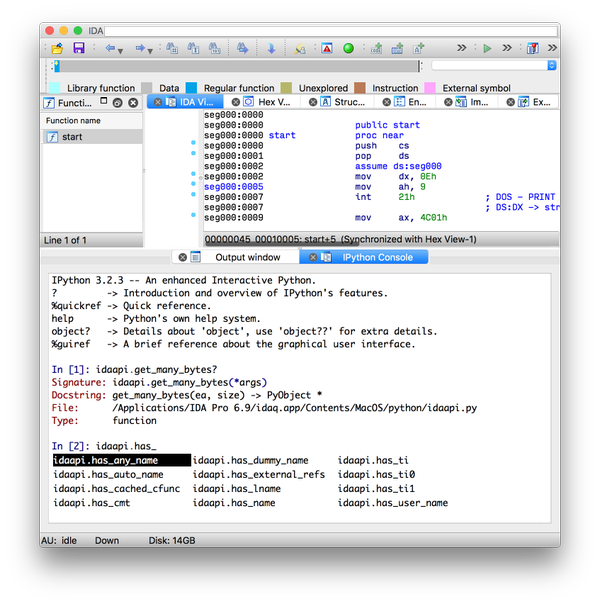 IDA
Library function Data Regular function Unexplored Instruction External symbol
Functi... IDA Vi... Hex V... Struc... En... Im... Ex...
Function name
start
Line 1 of 1
seg000:0000
seg000:0000 public start
seg000:0000 start proc near
seg000:0000 push cs
seg000:0001 pop ds
seg000:0002 assume ds:seg000
seg000:0002 mov dx, 0Eh
seg000:0005 mov ah, 9
seg000:0007 int 21h ; DOS - PRINT
seg000:0007 ; DS:DX -> str
seg000:0009 mov ax, 4C01h
00000045 00010005: start+5 (Synchronized with Hex View-1)
Output window IPython Console
IPython 3.2.3 -- An enhanced Interactive Python.
? -> Introduction and overview of IPython's features.
%quickref -> Quick reference.
help -> Python's own help system.
object? -> Details about 'object', use 'object??' for extra details.
%guiref -> A brief reference about the graphical user interface.
In [1]: idaapi.get_many_bytes?
Signature: idaapi.get_many_bytes(*args)
Docstring: get_many_bytes(ea, size) -> PyObject *
File: /Applications/IDA Pro 6.9/idaq.app/Contents/MacOS/python/idaapi.py
Type: function
In [2]: idaapi.has_
idaapi.has_any_name idaapi.has_dummy_name idaapi.has_ti
idaapi.has_auto_name idaapi.has_external_refs idaapi.has_ti0
idaapi.has_cached_cfunc idaapi.has_lname idaapi.has_ti1
idaapi.has_cmt idaapi.has_name idaapi.has_user_name
AU: idle Down Disk: 14GB